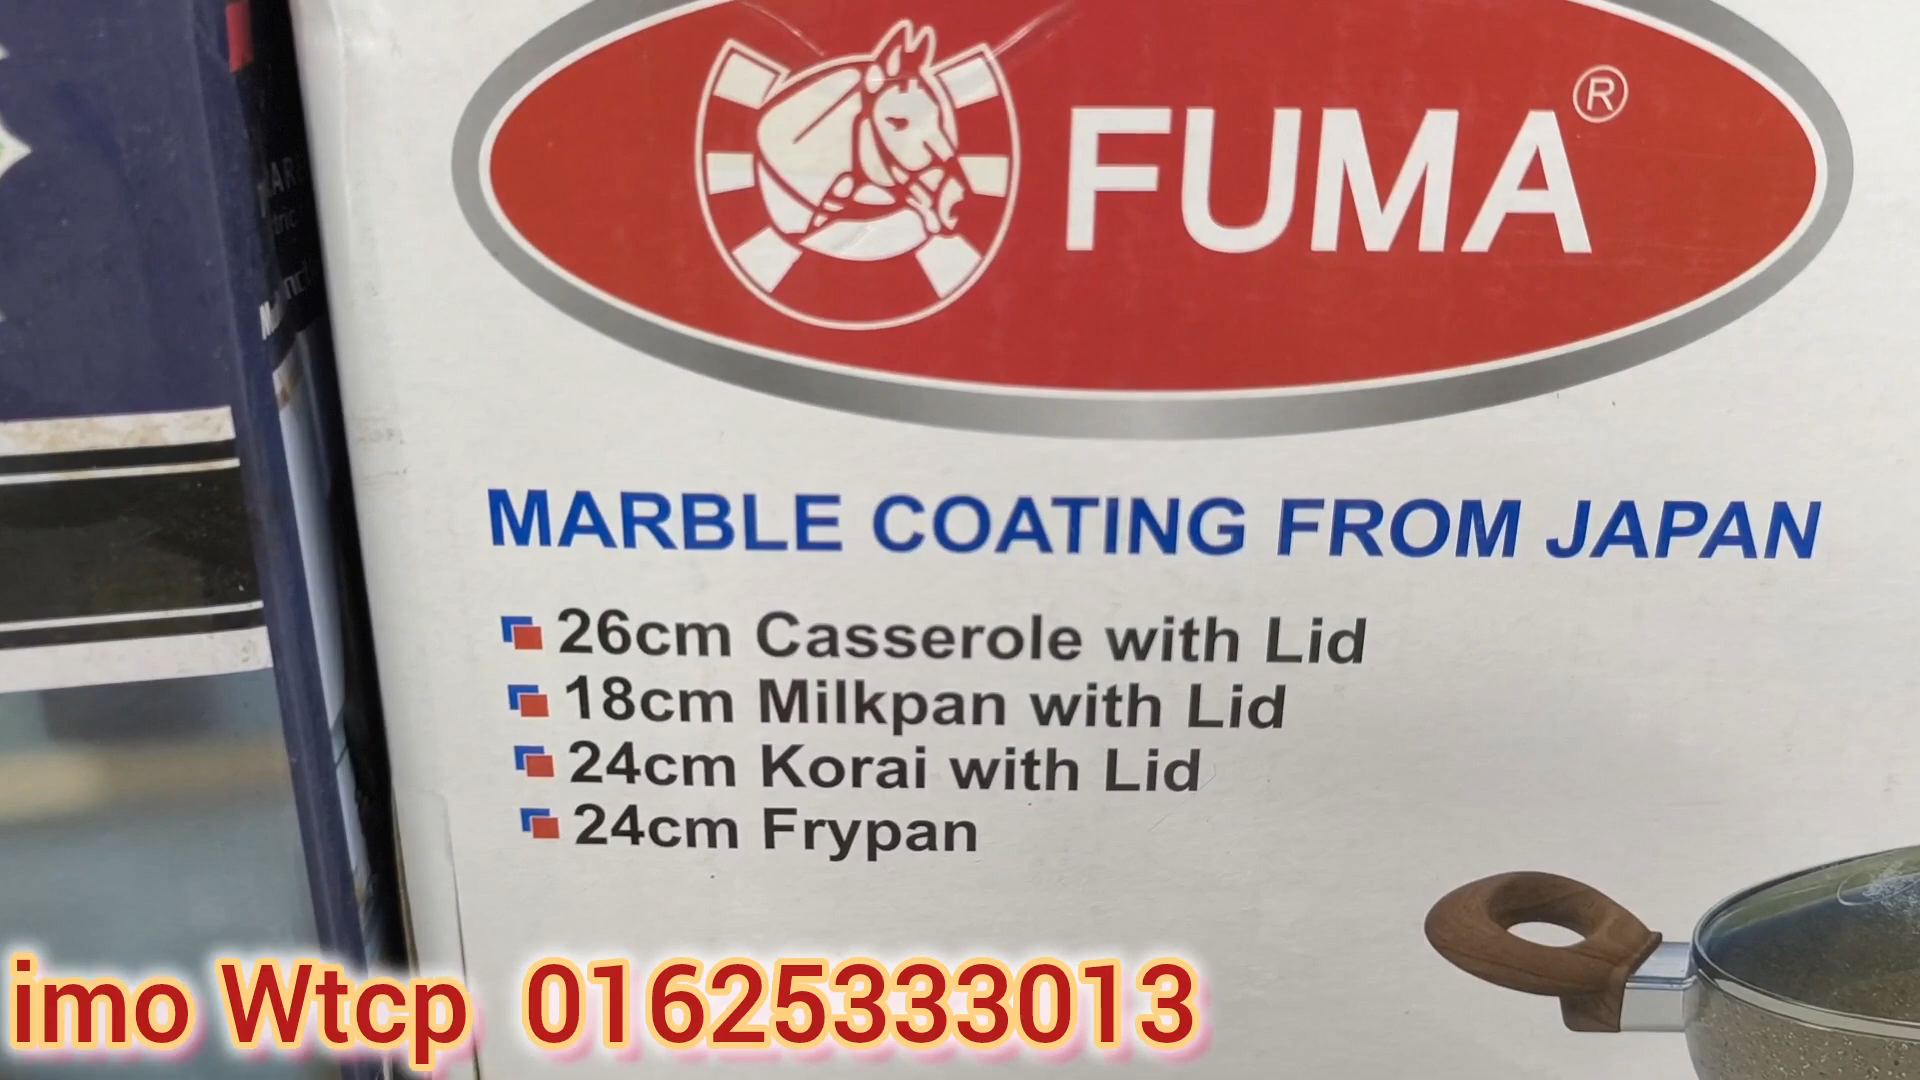 FUMA®
MARBLE COATING FROM JAPAN
26cm Casserole with Lid
18cm Milkpan with Lid
24cm Korai with Lid
24cm Frypan
imo Wtcp 01625333013